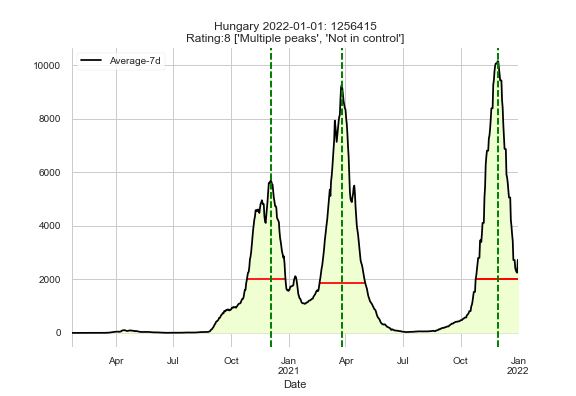 Hungary 2022-01-01: 1256415
Rating:8 ['Multiple peaks', 'Not in control']
Average-7d
10000
8000
6000
4000
2000
0
Apr
Jul
Oct
Jan
2021
Apr
Jul
Oct
Jan
2022
Date